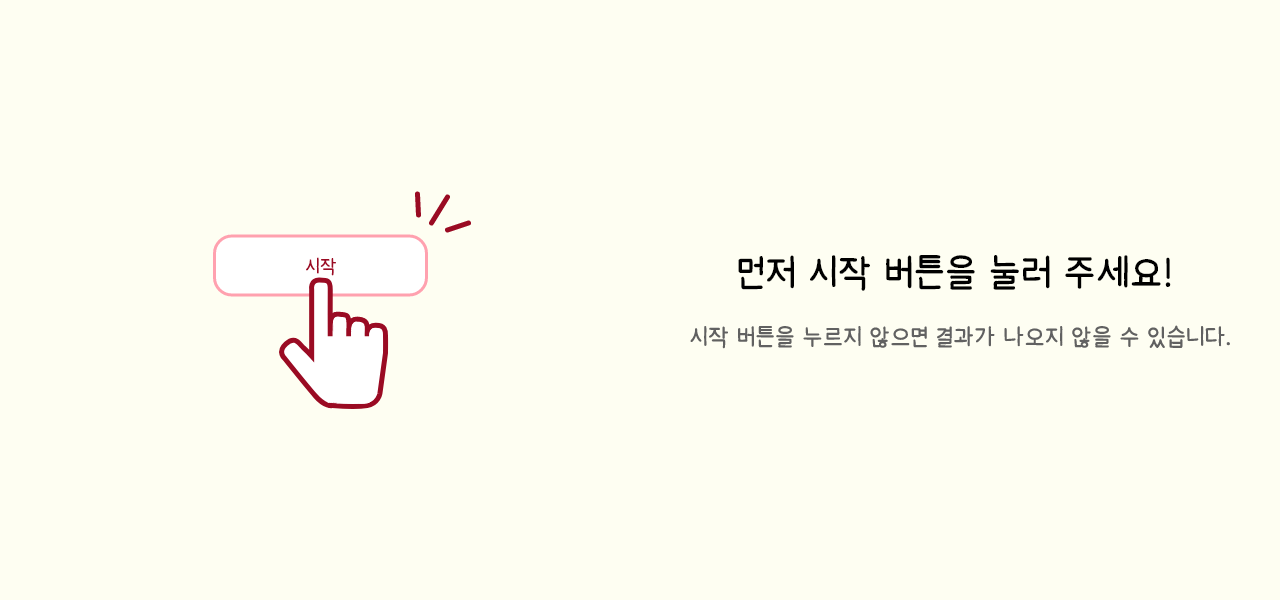 시작
먼저 시작 버튼을 눌러 주세요!
시작 버튼을 누르지 않으면 결과가 나오지 않을 수 있습니다.